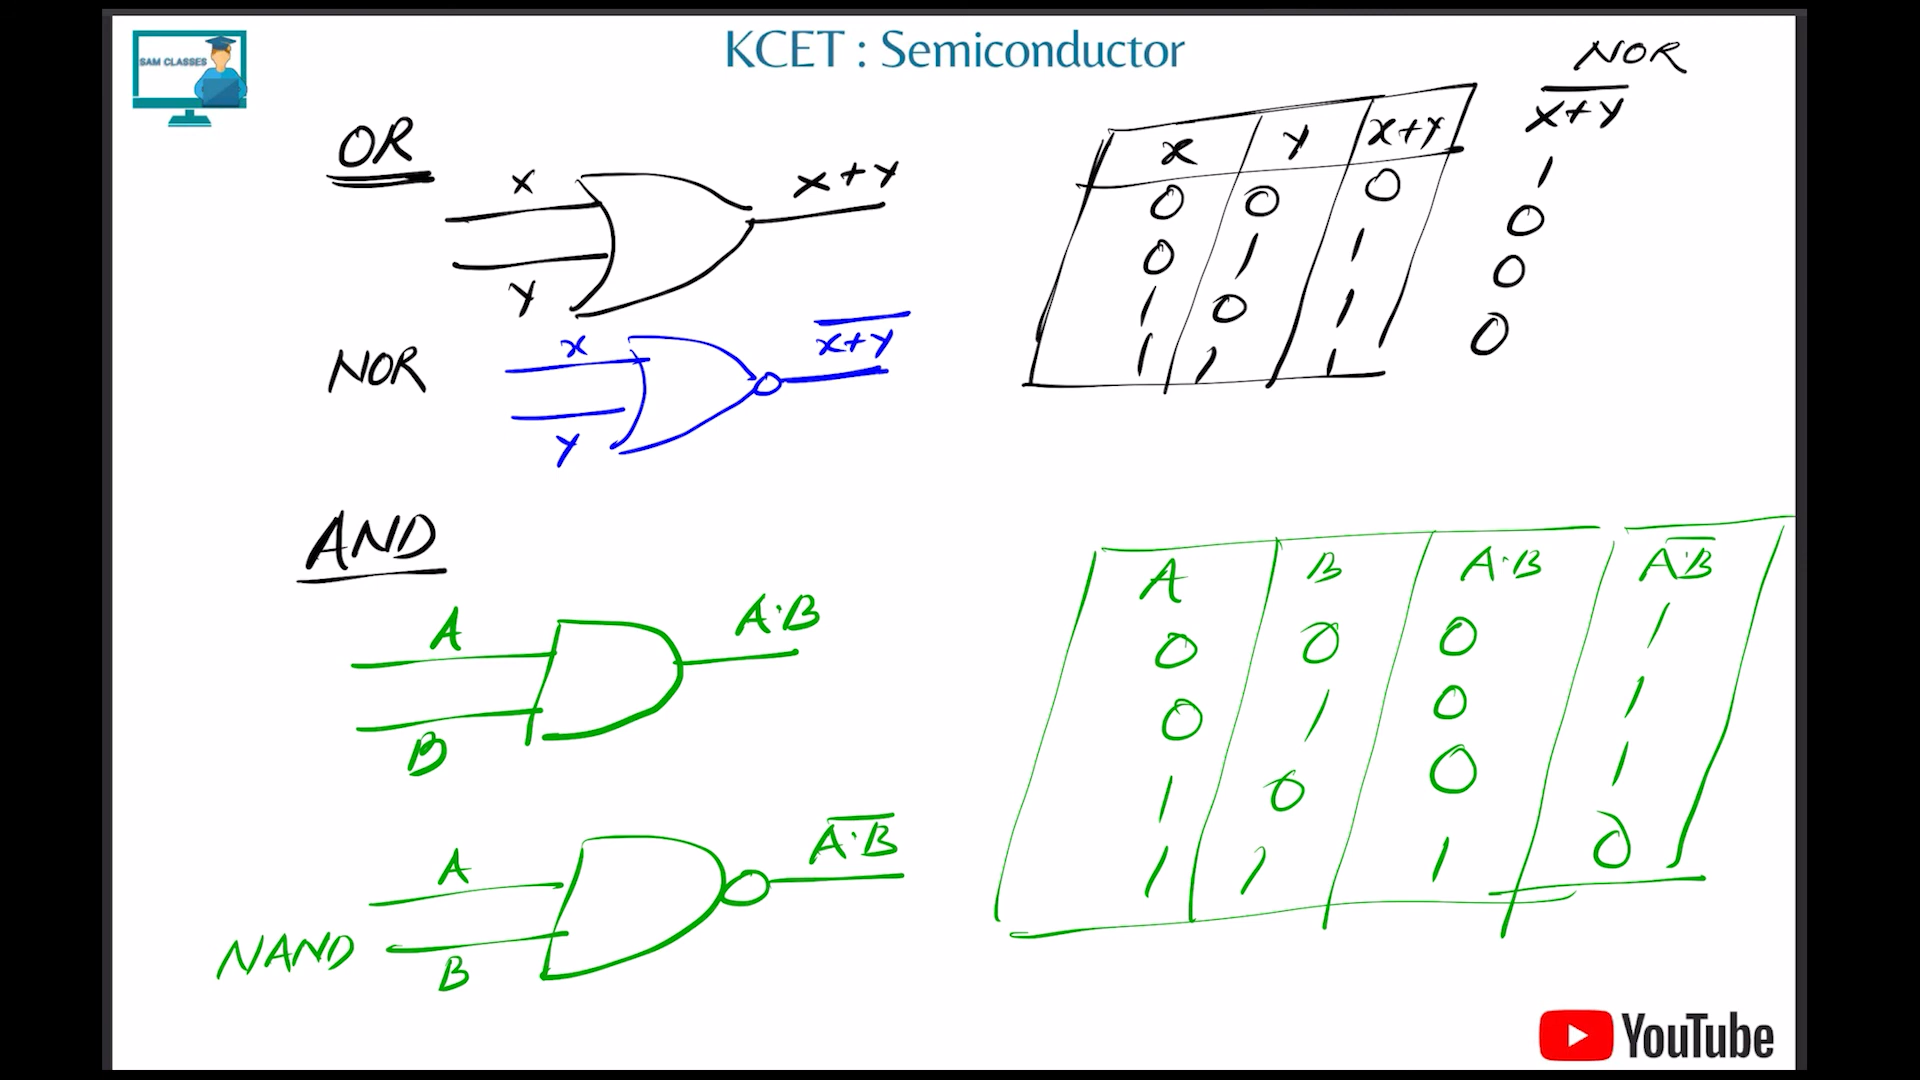 SAM CLASSES
KCET : Semiconductor
OR
x
x+y
y
NOR
x
x̅+̅y̅
y
x y x+y
0 0 0
0 1 1
1 0 1
1 1 1
NOR
x̅+̅y̅
1
0
0
0
AND
A
A·B
B
A
A̅·̅B̅
NAND
B
A B A·B A̅·̅B̅
0 0 0 1
0 1 0 1
1 0 0 1
1 1 1 0
YouTube